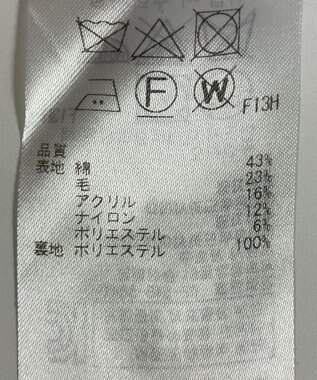 F W F13H
品質
表地 綿 43%
毛 23%
アクリル 16%
ナイロン 12%
ポリエステル 6%
裏地 ポリエステル 100%